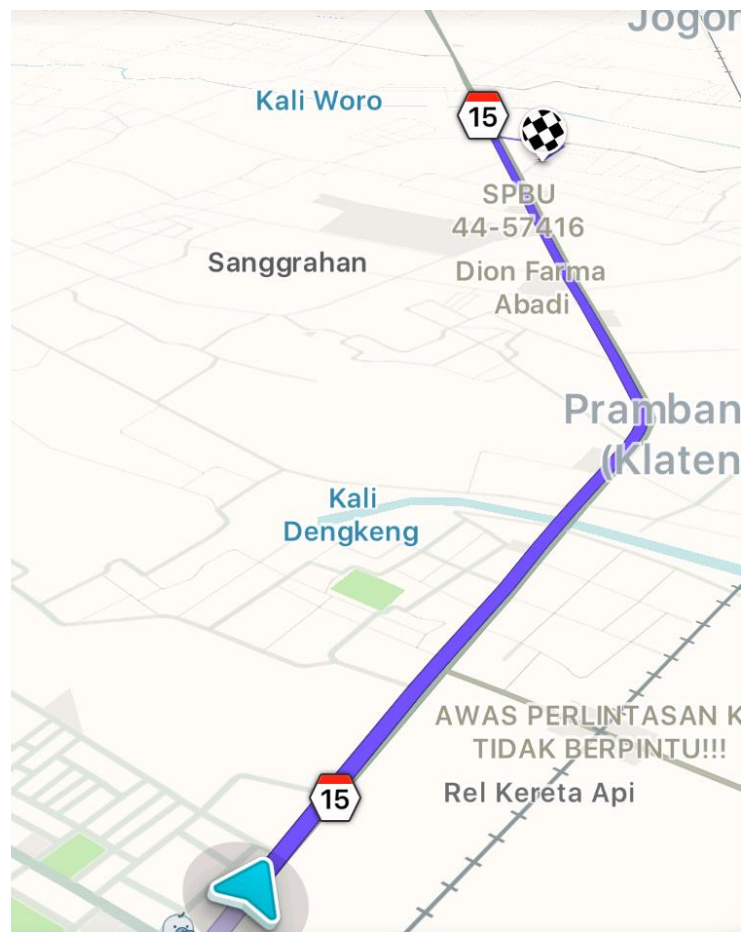 Jogon
Kali Woro
15
SPBU
44-57416
Sanggrahan
Dion Farma
Abadi
Pramban
(Klaten
Kali
Dengkeng
AWAS PERLINTASAN K
TIDAK BERPINTU!!!
15
Rel Kereta Api